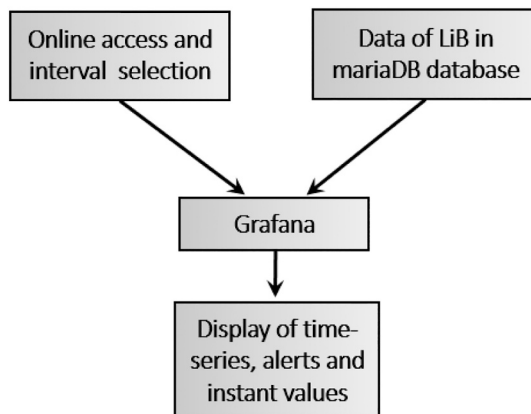 Online access and
interval selection
Data of LiB in
mariaDB database
Grafana
Display of time-
series, alerts and
instant values